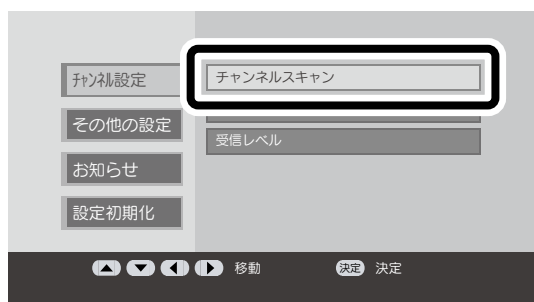 ﾁｬﾝﾈﾙ設定
チャンネルスキャン
その他の設定
受信レベル
お知らせ
設定初期化
移動
決定 決定